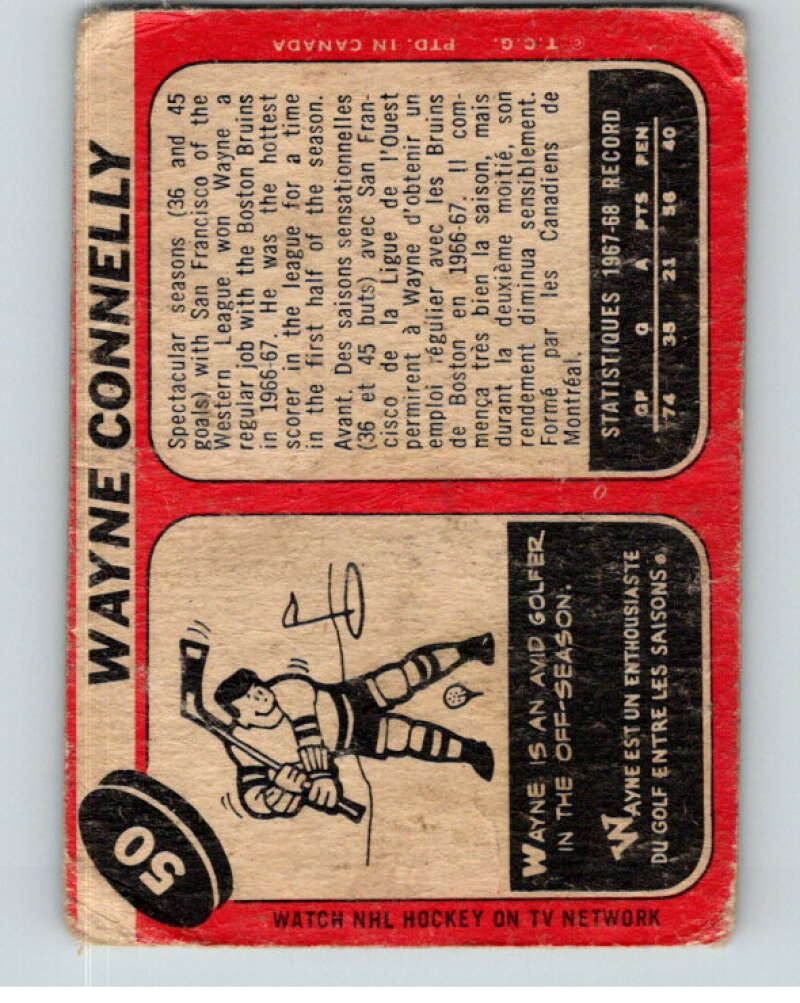 50
WAYNE CONNELLY
WATCH NHL HOCKEY ON TV NETWORK
WAYNE IS AN AVID GOLFER
IN THE OFF-SEASON.
WAYNE EST UN ENTHOUSIASTE
DU GOLF ENTRE LES SAISONS.
Spectacular seasons (36 and 45
goals) with San Francisco of the
Western League won Wayne a
regular job with the Boston Bruins
in 1966-67. He was the hottest
scorer in the league for a time
in the first half of the season.
Avant. Des saisons sensationnelles
(36 et 45 buts) avec San Fran-
cisco de la Ligue de l'Ouest
permirent à Wayne d'obtenir un
emploi régulier avec les Bruins
de Boston en 1966-67. Il com-
mença très bien la saison, mais
durant la deuxième moitié, son
rendement diminua sensiblement.
Formé par les Canadiens de
Montréal.
STATISTIQUES 1967-68 RECORD
GP G A PTS PEN
74 35 21 56 40
© T.C.G. PTD. IN CANADA